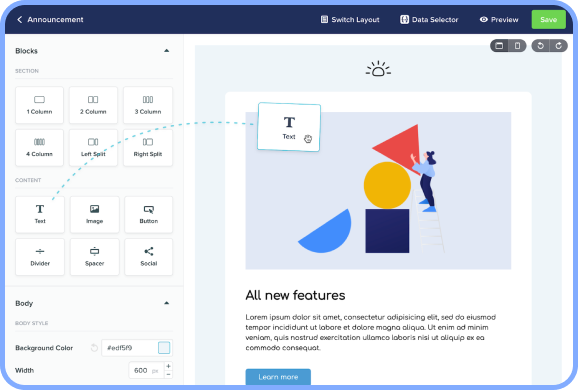 Announcement
Switch Layout
Data Selector
Preview
Save
Blocks
SECTION
1 Column
2 Column
3 Column
4 Column
Left Split
Right Split
CONTENT
Text
Image
Button
Divider
Spacer
Social
Body
BODY STYLE
Background Color
#edf5f9
Width
600 px
T
Text
All new features
Lorem ipsum dolor sit amet, consectetur adipisicing elit, sed do eiusmod
tempor incididunt ut labore et dolore magna aliqua. Ut enim ad minim
veniam, quis nostrud exercitation ullamco laboris nisi ut aliquip ex ea
commodo consequat.
Learn more